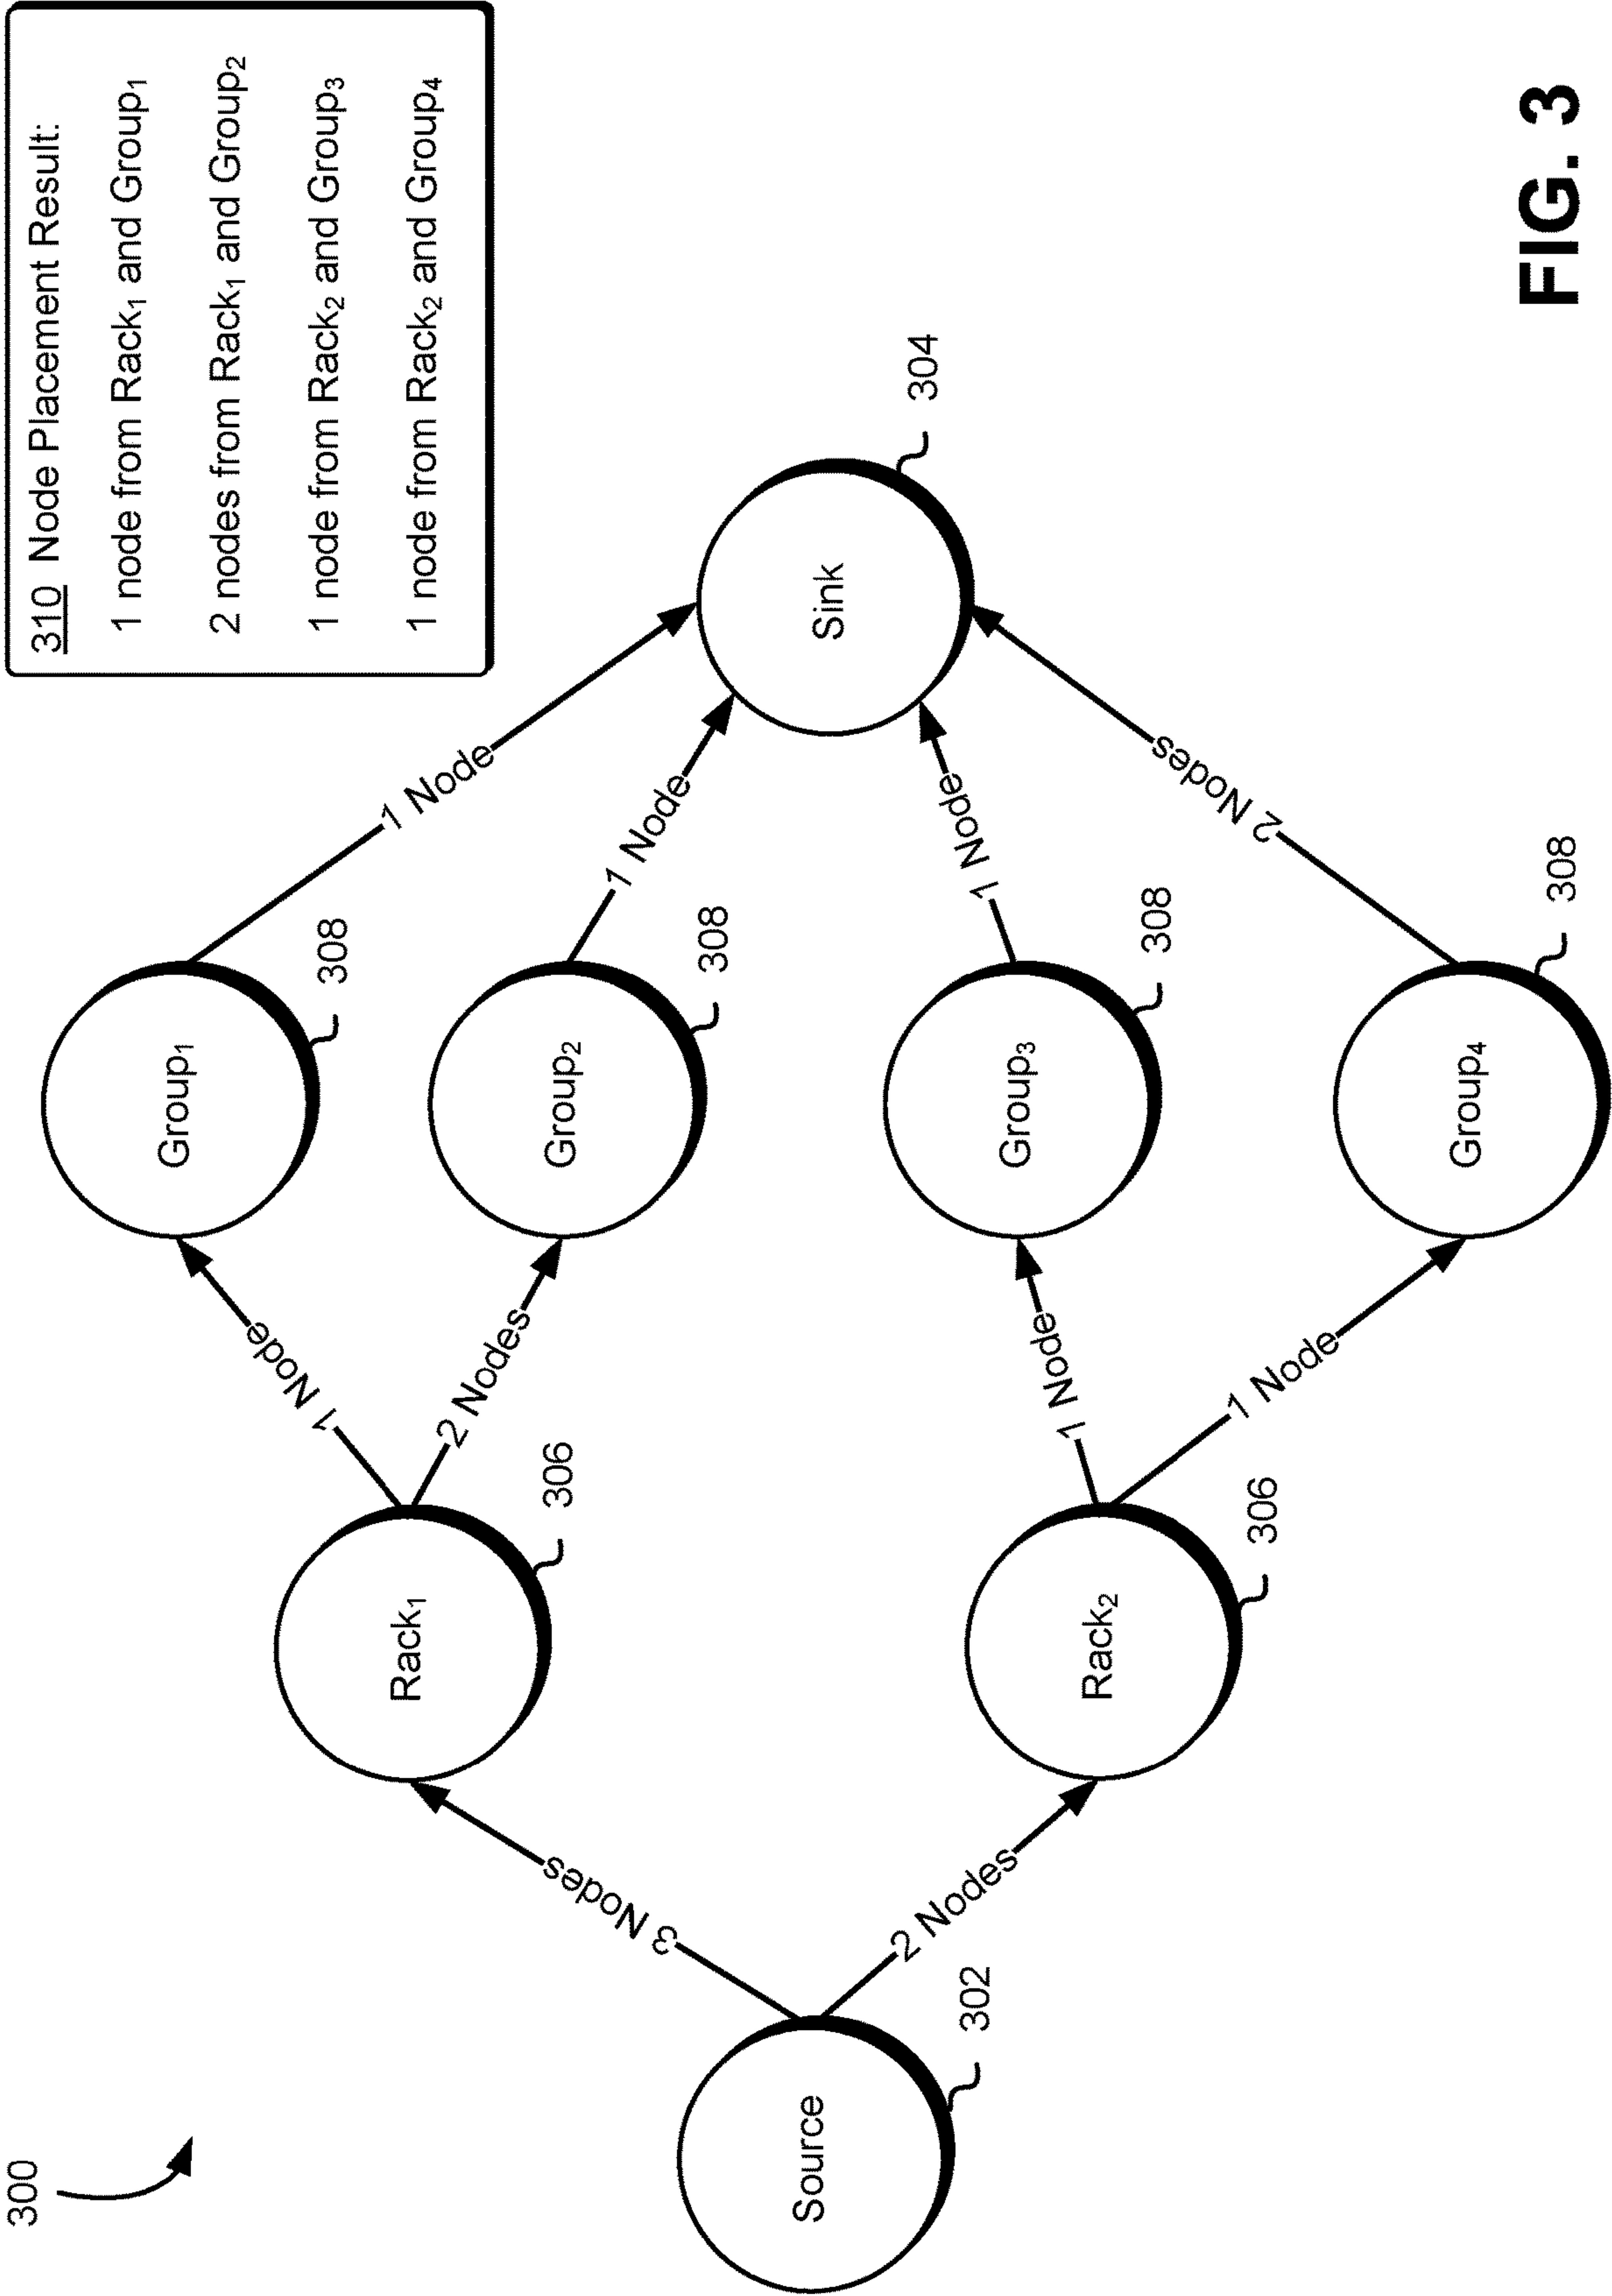 300
310 Node Placement Result:
1 node from Rack₁ and Group₁
2 nodes from Rack₁ and Group₂
1 node from Rack₂ and Group₃
1 node from Rack₂ and Group₄
Source
302
3 Nodes
2 Nodes
Rack₁
306
Rack₂
306
1 Node
2 Nodes
1 Node
1 Node
Group₁
308
Group₂
308
Group₃
308
Group₄
308
1 Node
1 Node
1 Node
2 Nodes
Sink
304
FIG. 3